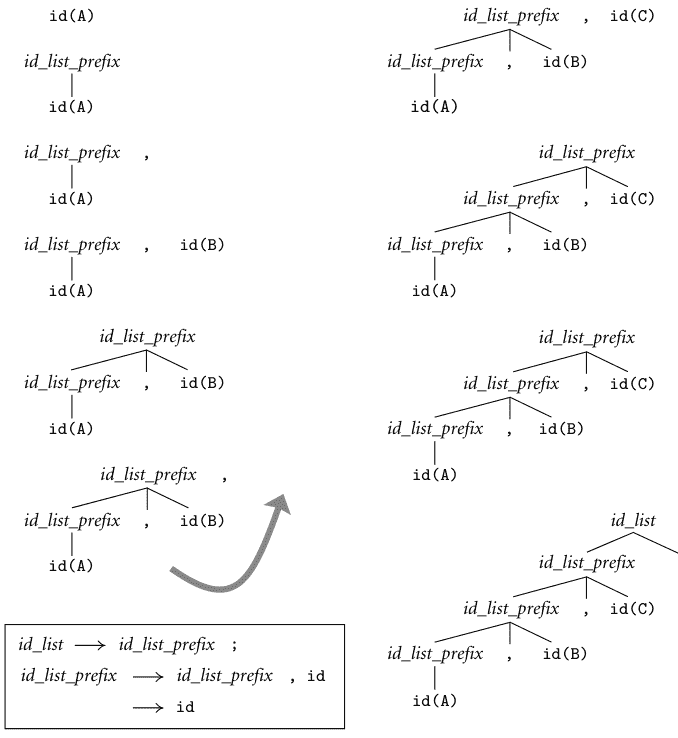 id(A)
id_list_prefix
id(A)
id_list_prefix ,
id(A)
id_list_prefix , id(B)
id(A)
id_list_prefix
id_list_prefix , id(B)
id(A)
id_list_prefix ,
id_list_prefix , id(B)
id(A)
id_list_prefix , id(C)
id_list_prefix , id(B)
id(A)
id_list_prefix
id_list_prefix , id(C)
id_list_prefix , id(B)
id(A)
id_list_prefix
id_list_prefix , id(C)
id_list_prefix , id(B)
id(A)
id_list
id_list_prefix
id_list_prefix , id(C)
id_list_prefix , id(B)
id(A)
id_list ⟶ id_list_prefix ;
id_list_prefix ⟶ id_list_prefix , id
⟶ id